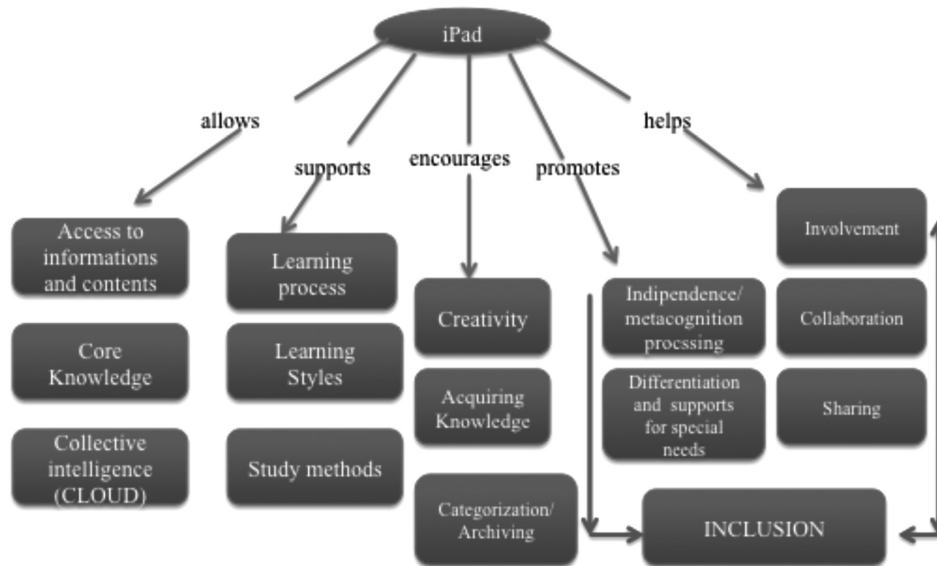 iPad
allows
supports
encourages
promotes
helps
Access to
informations
and contents
Core
Knowledge
Collective
intelligence
(CLOUD)
Learning
process
Learning
Styles
Study methods
Creativity
Acquiring
Knowledge
Categorization/
Archiving
Indipendence/
metacognition
procssing
Differentiation
and supports
for special
needs
Involvement
Collaboration
Sharing
INCLUSION